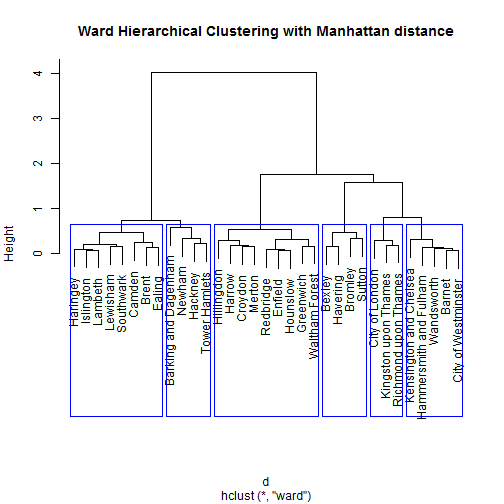 Ward Hierarchical Clustering with Manhattan distance
Height
4
3
2
1
0
Haringey
Islington
Lambeth
Lewisham
Southwark
Camden
Brent
Ealing
Barking and Dagenham
Newham
Hackney
Tower Hamlets
Hillingdon
Harrow
Croydon
Merton
Redbridge
Enfield
Hounslow
Greenwich
Waltham Forest
Bexley
Havering
Bromley
Sutton
City of London
Kingston upon Thames
Richmond upon Thames
Kensington and Chelsea
Hammersmith and Fulham
Wandsworth
Barnet
City of Westminster
d
hclust (*, "ward")